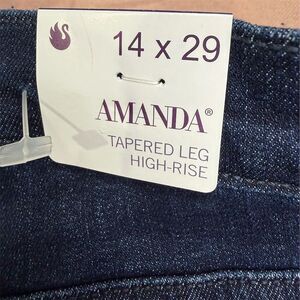 14 x 29
AMANDA®
TAPERED LEG
HIGH-RISE